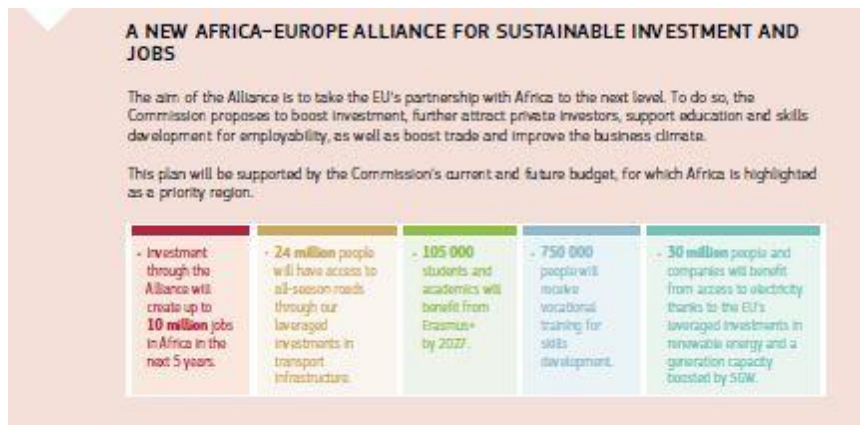 A NEW AFRICA–EUROPE ALLIANCE FOR SUSTAINABLE INVESTMENT AND
JOBS
The aim of the Alliance is to take the EU's partnership with Africa to the next level. To do so, the
Commission proposes to boost investment, further attract private investors, support education and skills
development for employability, as well as boost trade and improve the business climate.
This plan will be supported by the Commission's current and future budget, for which Africa is highlighted
as a priority region.
• Investment
through the
Alliance will
create up to
10 million jobs
in Africa in the
next 5 years.
• 24 million people
will have access to
all-season roads
through our
leveraged
investments in
transport
infrastructure.
• 105 000
students and
academics will
benefit from
Erasmus+
by 2027.
• 750 000
people will
receive
vocational
training for
skills
development.
• 30 million people and
companies will benefit
from access to electricity
thanks to the EU's
leveraged investments in
renewable energy and a
generation capacity
boosted by 5GW.